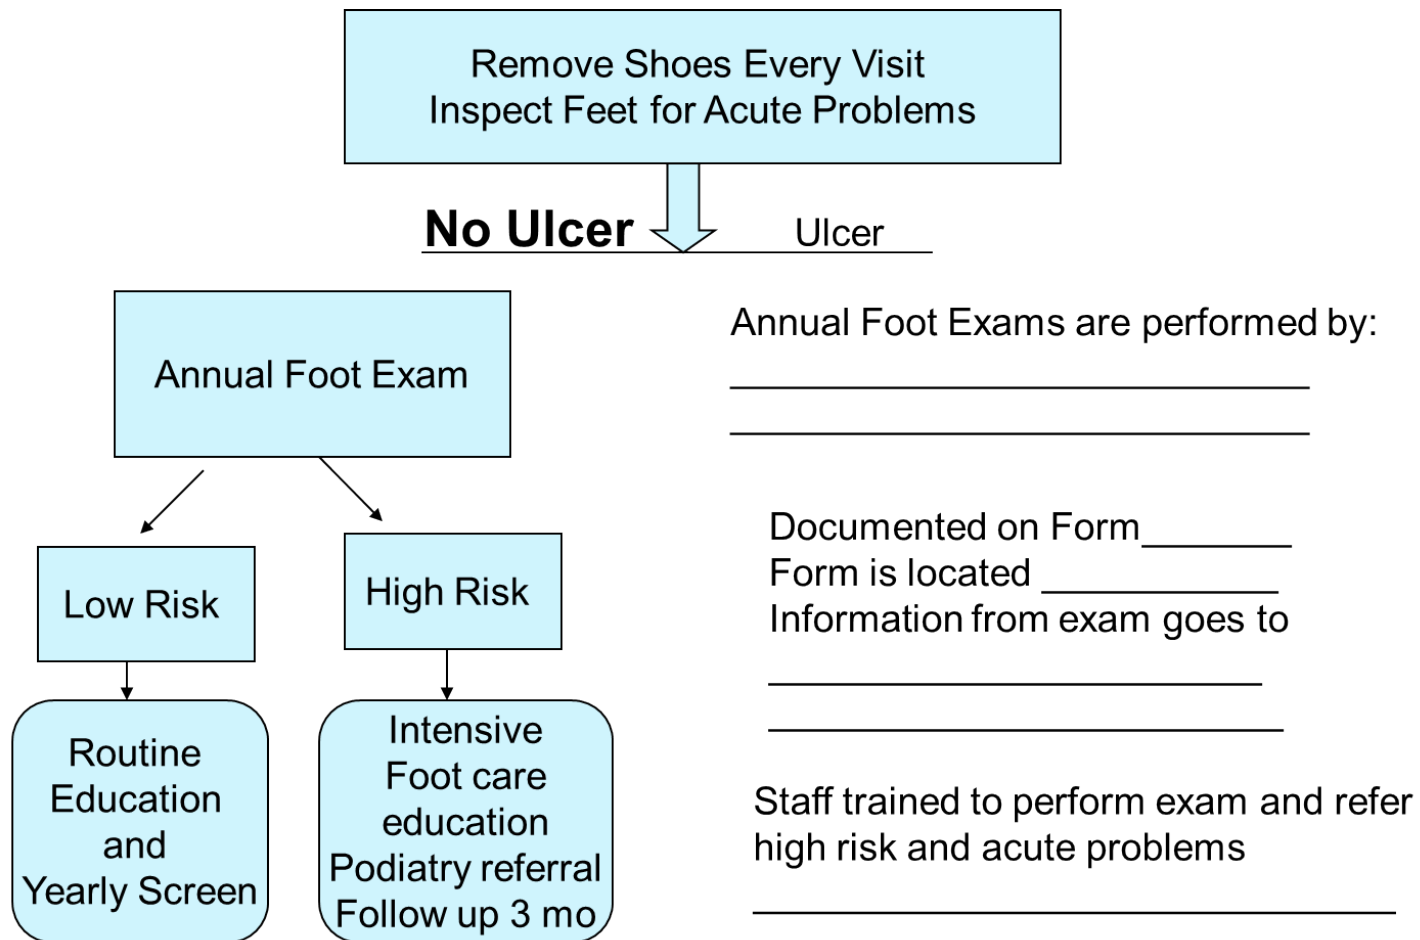 Remove Shoes Every Visit
Inspect Feet for Acute Problems
No Ulcer
Ulcer
Annual Foot Exam
Low Risk
High Risk
Routine
Education
and
Yearly Screen
Intensive
Foot care
education
Podiatry referral
Follow up 3 mo
Annual Foot Exams are performed by:
Documented on Form________
Form is located ____________
Information from exam goes to
Staff trained to perform exam and refer
high risk and acute problems